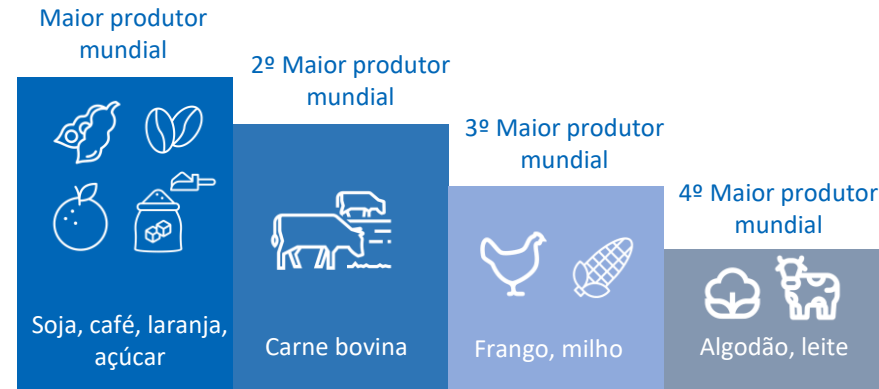 Maior produtor
mundial
Soja, café, laranja,
açúcar
2º Maior produtor
mundial
Carne bovina
3º Maior produtor
mundial
Frango, milho
4º Maior produtor
mundial
Algodão, leite